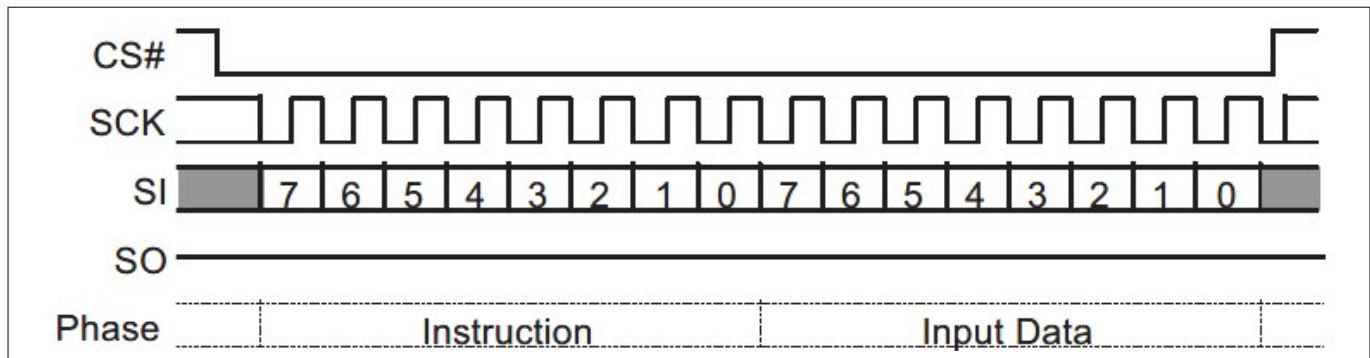 CS#
SCK
SI 7 6 5 4 3 2 1 0 7 6 5 4 3 2 1 0
SO
Phase Instruction Input Data